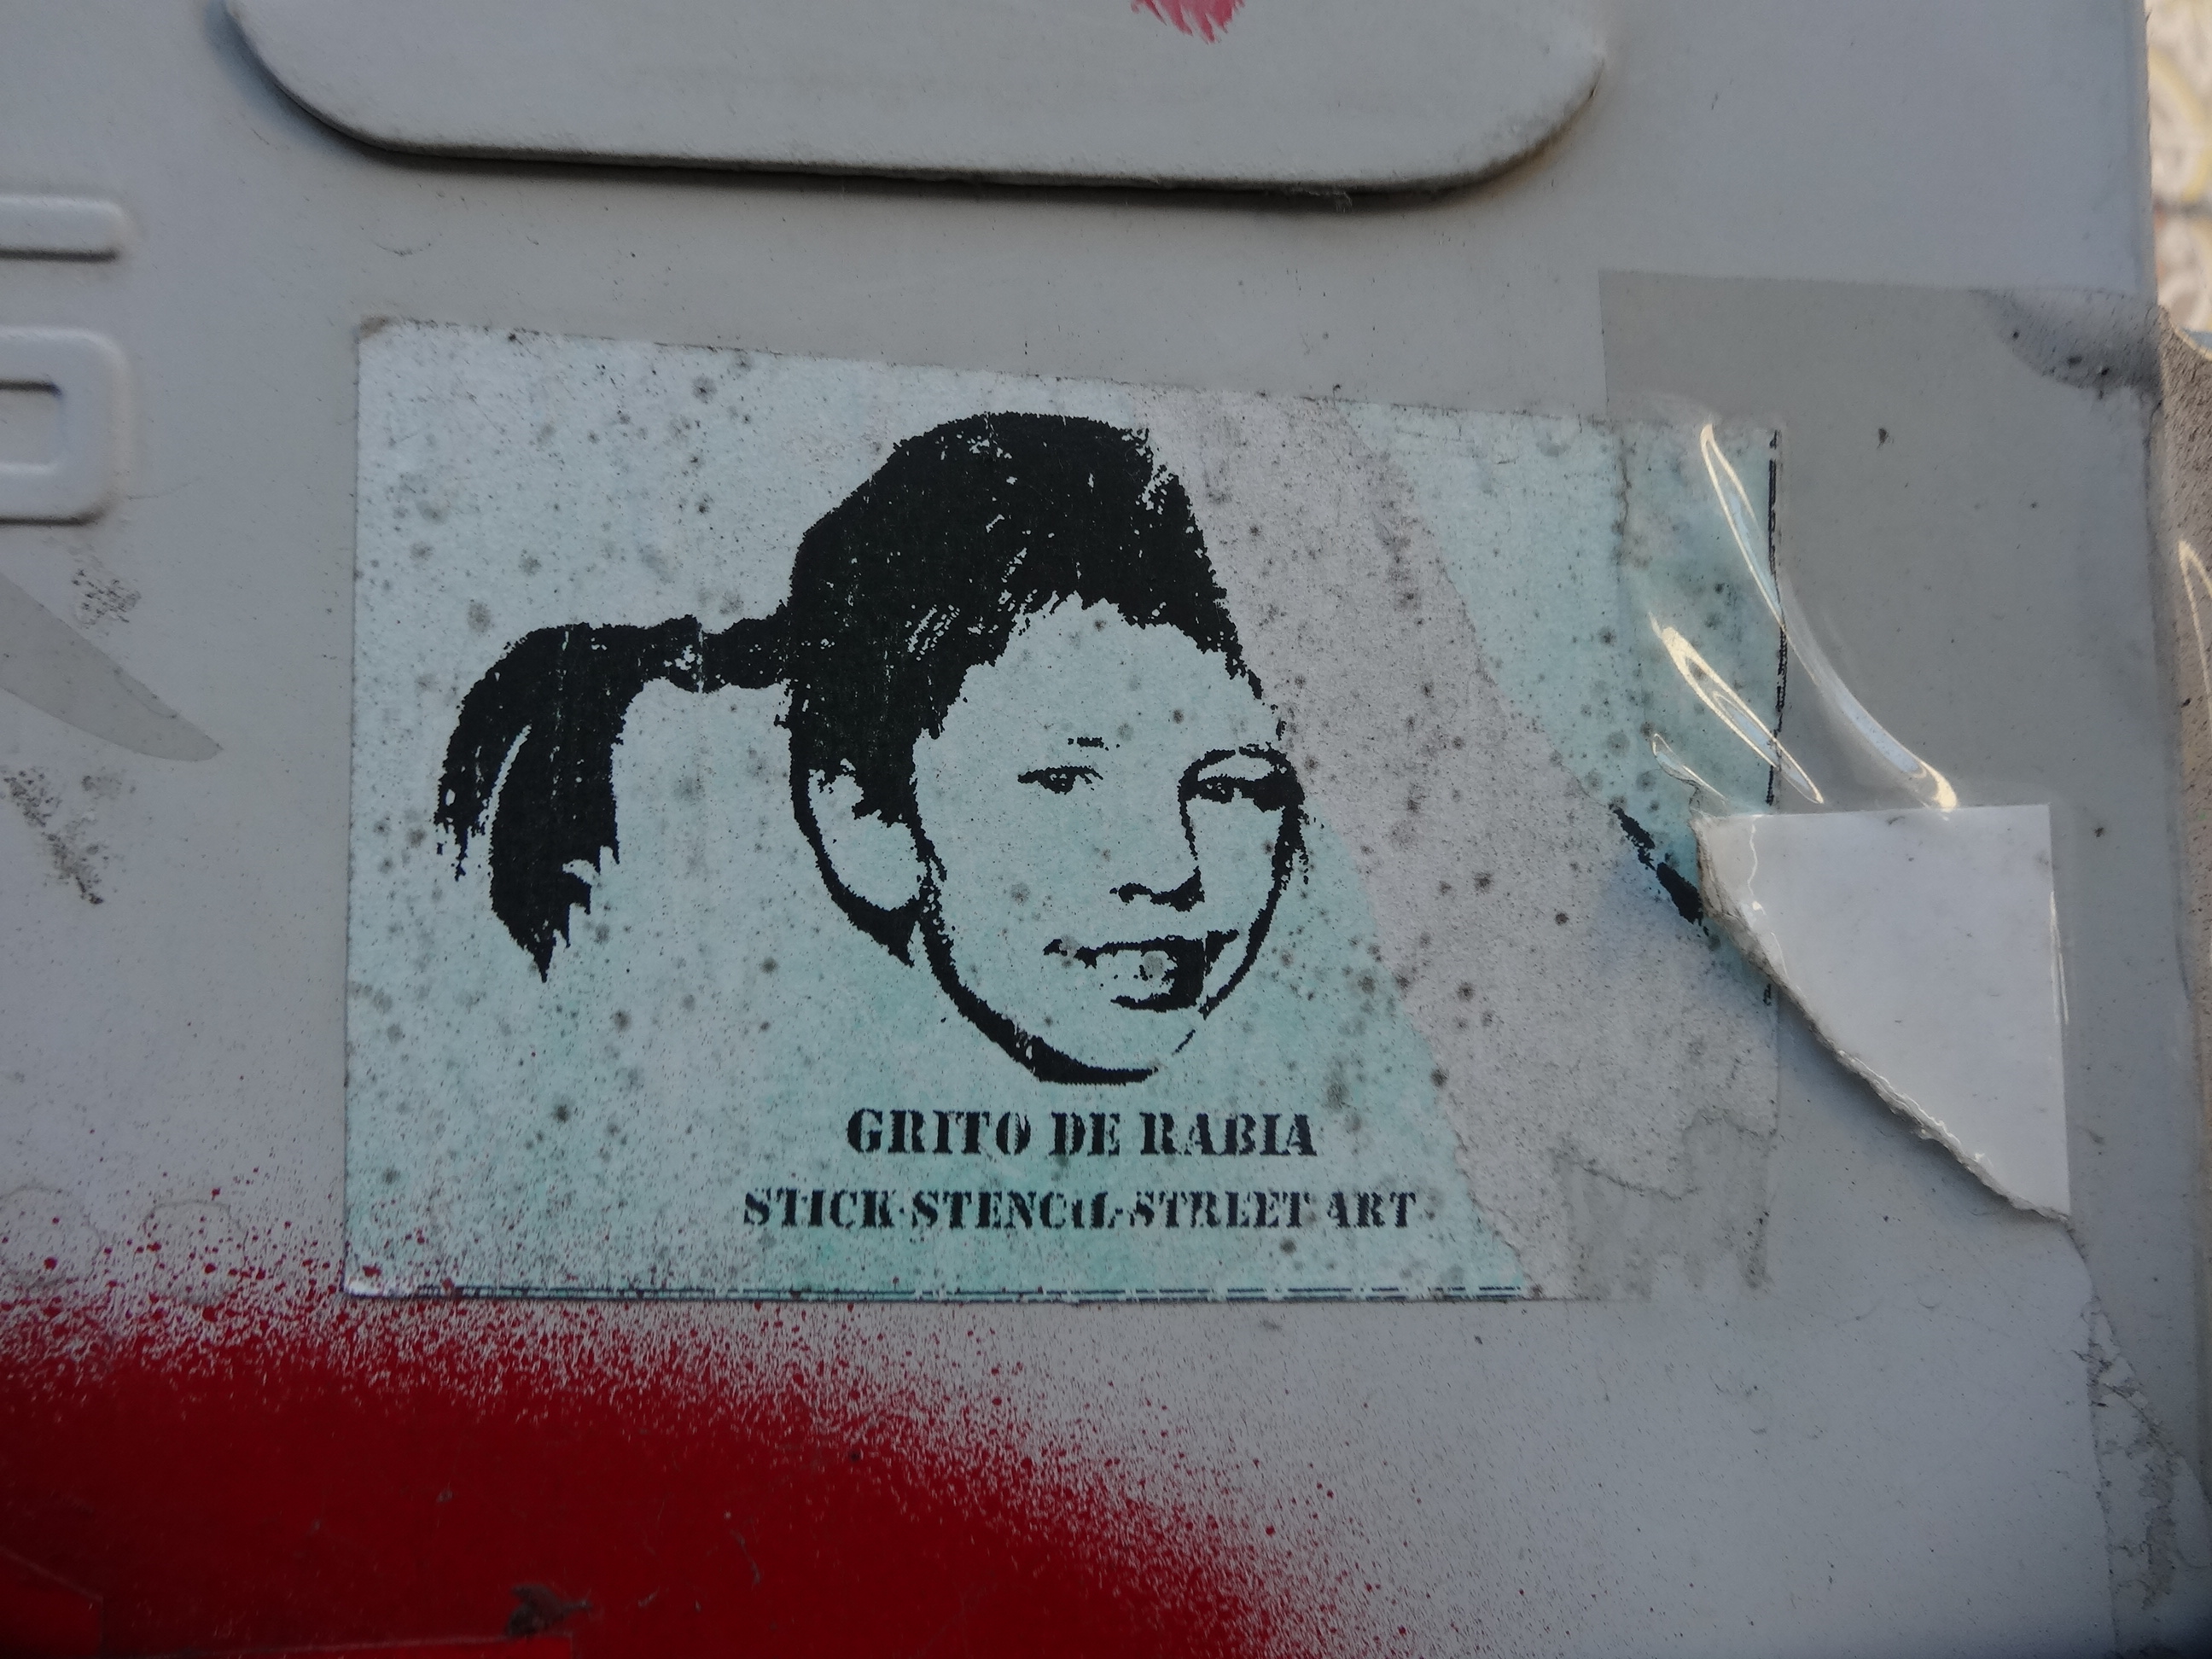 GRITO DE RABIA
STICK-STENCIL-STREET ART